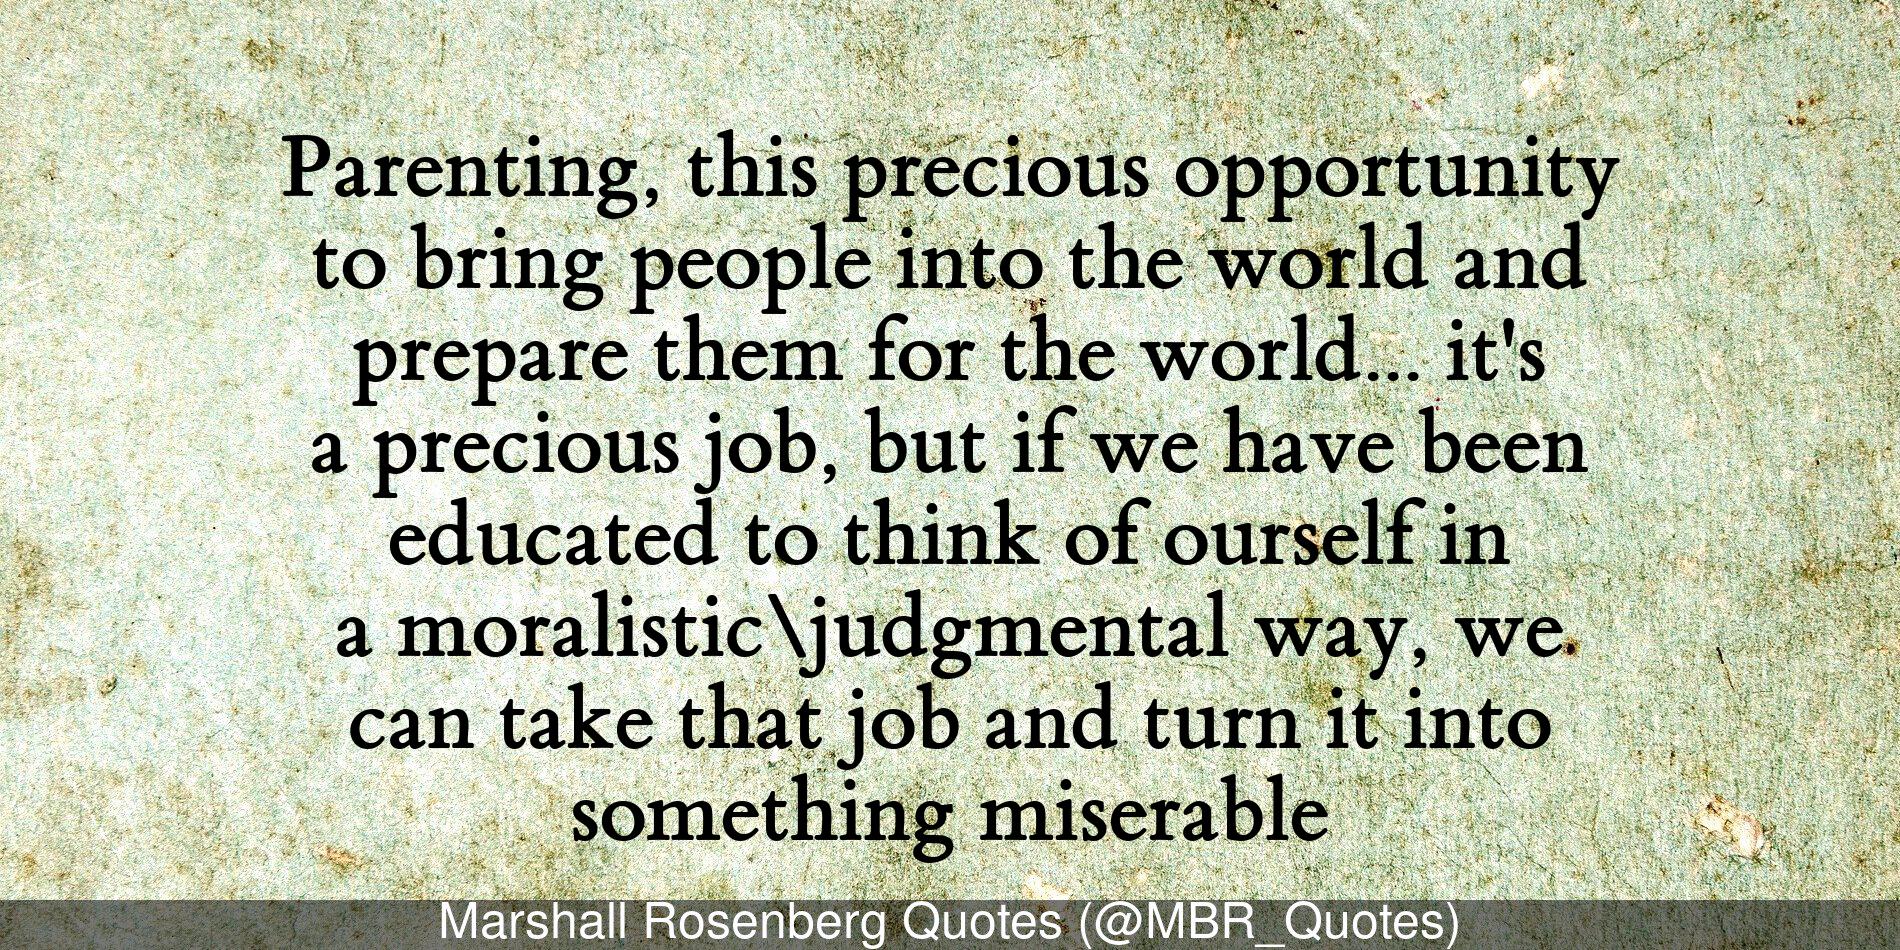 Parenting, this precious opportunity
to bring people into the world and
prepare them for the world... it's
a precious job, but if we have been
educated to think of ourself in
a moralistic\judgmental way, we
can take that job and turn it into
something miserable
Marshall Rosenberg Quotes (@MBR_Quotes)